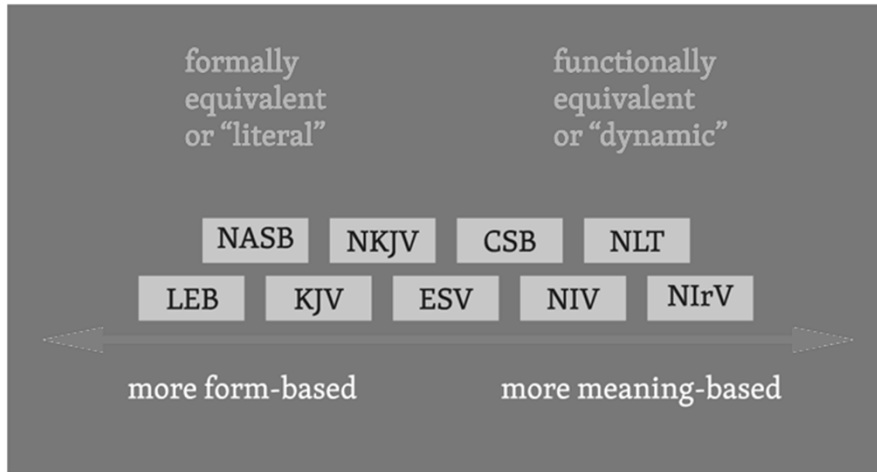 formally
equivalent
or “literal”
functionally
equivalent
or “dynamic”
NASB NKJV CSB NLT
LEB KJV ESV NIV NIrV
more form-based more meaning-based